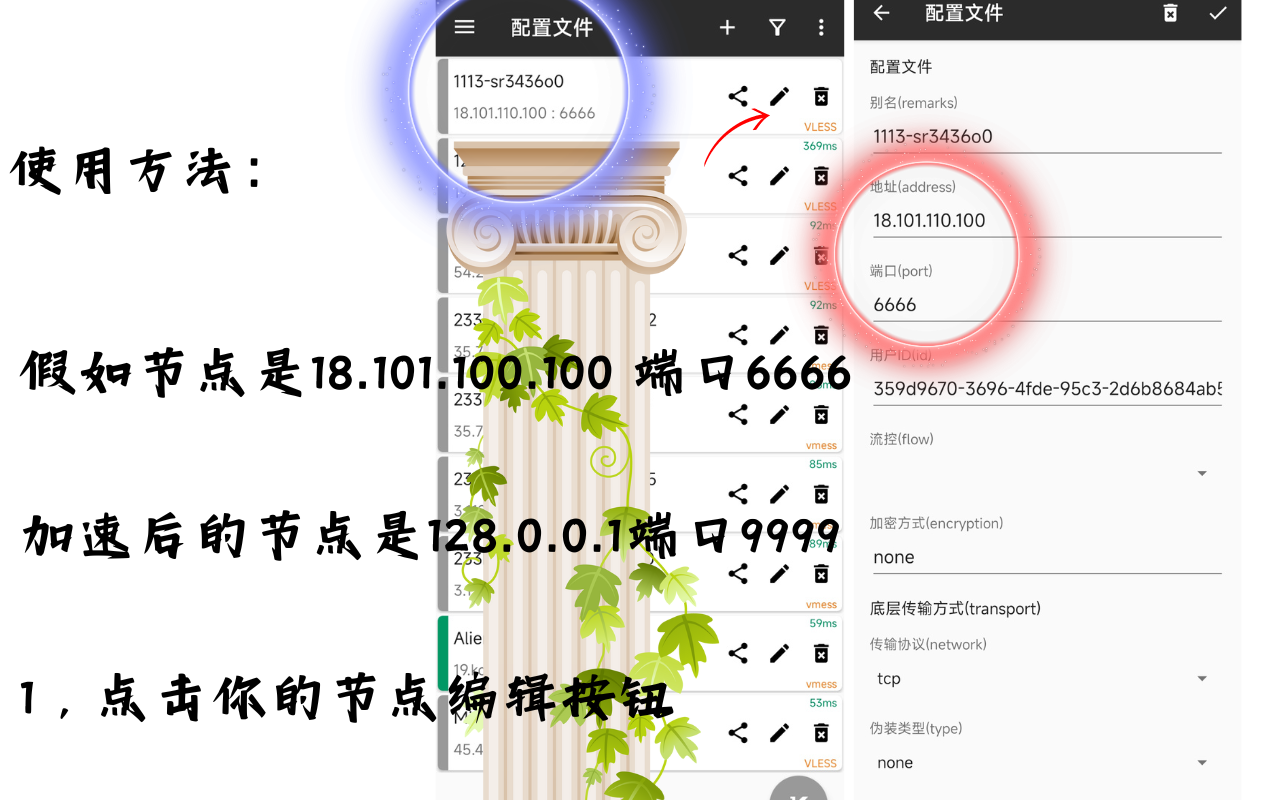 使用方法：
假如节点是18.101.100.100 端口6666
加速后的节点是128.0.0.1端口9999
1，点击你的节点编辑按钮
配置文件
1113-sr3436o0
18.101.110.100 : 6666
VLESS
369ms
VLESS
92ms
54.2
VLESS
92ms
233
2
35.7
233
35.7
vmess
85ms
23
5
89ms
233
3.1
vmess
59ms
Alie
19.kc
vmess
53ms
M
45.4
VLESS
配置文件
配置文件
别名(remarks)
1113-sr3436o0
地址(address)
18.101.110.100
端口(port)
6666
用户ID(id)
359d9670-3696-4fde-95c3-2d6b8684ab5
流控(flow)
加密方式(encryption)
none
底层传输方式(transport)
传输协议(network)
tcp
伪装类型(type)
none